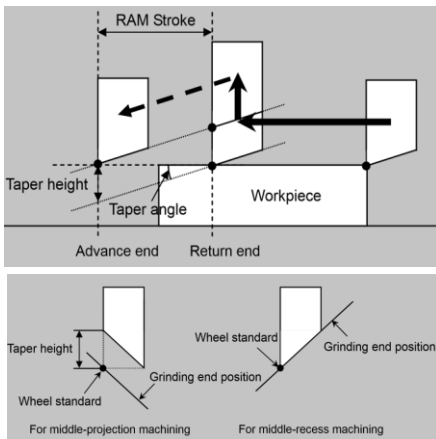 RAM Stroke
Taper height
Taper angle
Workpiece
Advance end
Return end
Taper height
Wheel standard
Grinding end position
For middle-projection machining
Wheel standard
Grinding end position
For middle-recess machining